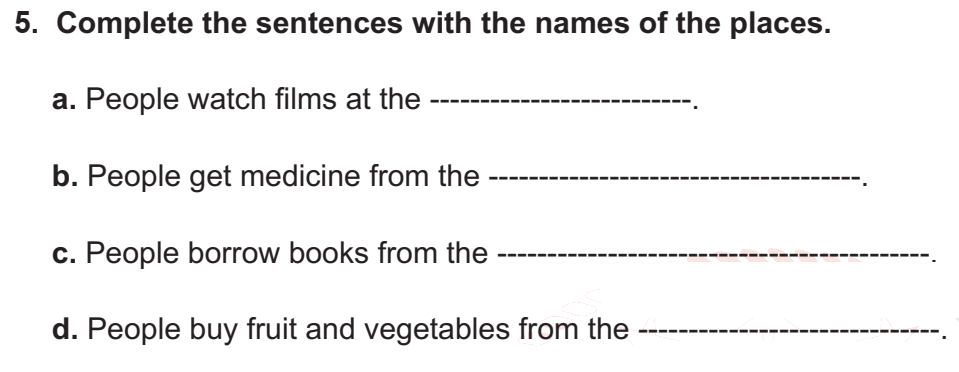 5. Complete the sentences with the names of the places.
a. People watch films at the --------------------------.
b. People get medicine from the -------------------------------------.
c. People borrow books from the -------------------------------------------.
d. People buy fruit and vegetables from the ------------------------------.